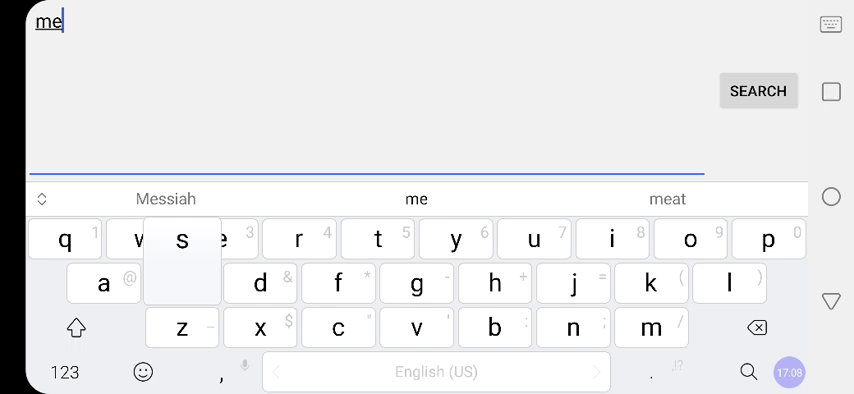 me
SEARCH
Messiah me meat
q 1 w e 3 r 4 t 5 y 6 u 7 i 8 o 9 p 0
s
a @ d & f * g - h + j = k ( l )
z _ x $ c " v ' b : n ; m /
123 , English (US) . ,!? 17:08